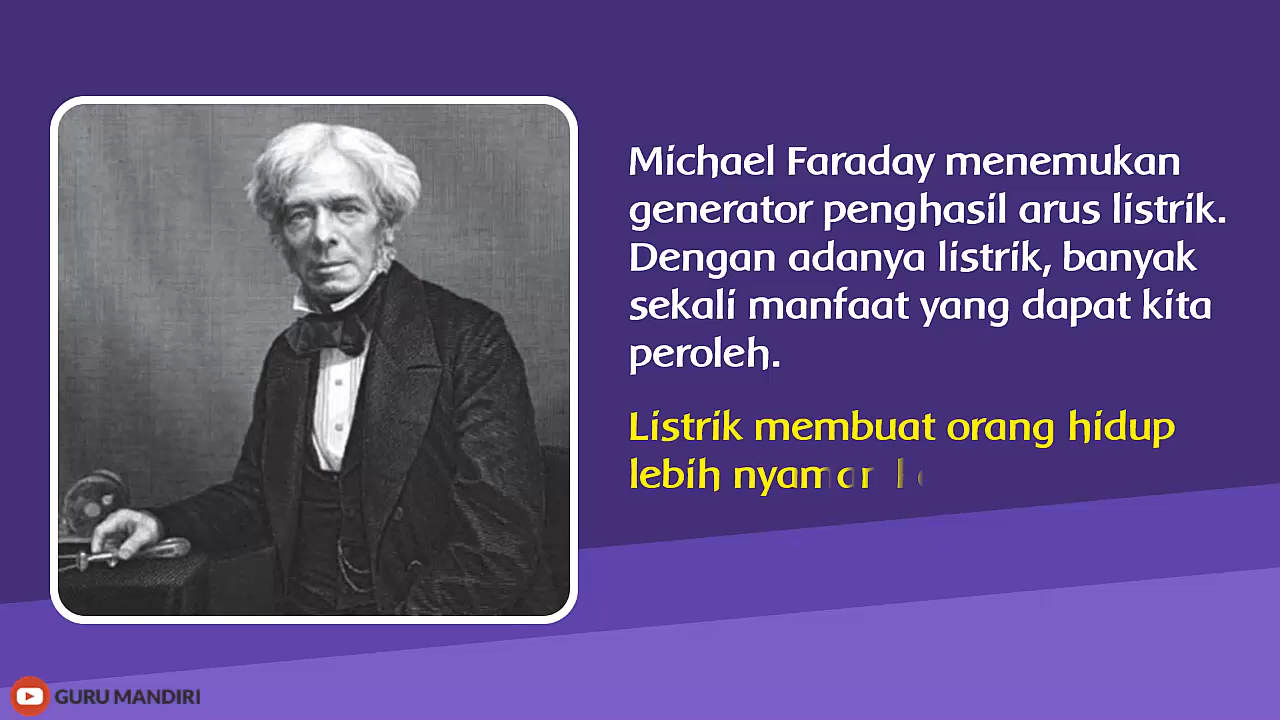 Michael Faraday menemukan
generator penghasil arus listrik.
Dengan adanya listrik, banyak
sekali manfaat yang dapat kita
peroleh.
Listrik membuat orang hidup
lebih
GURU MANDIRI